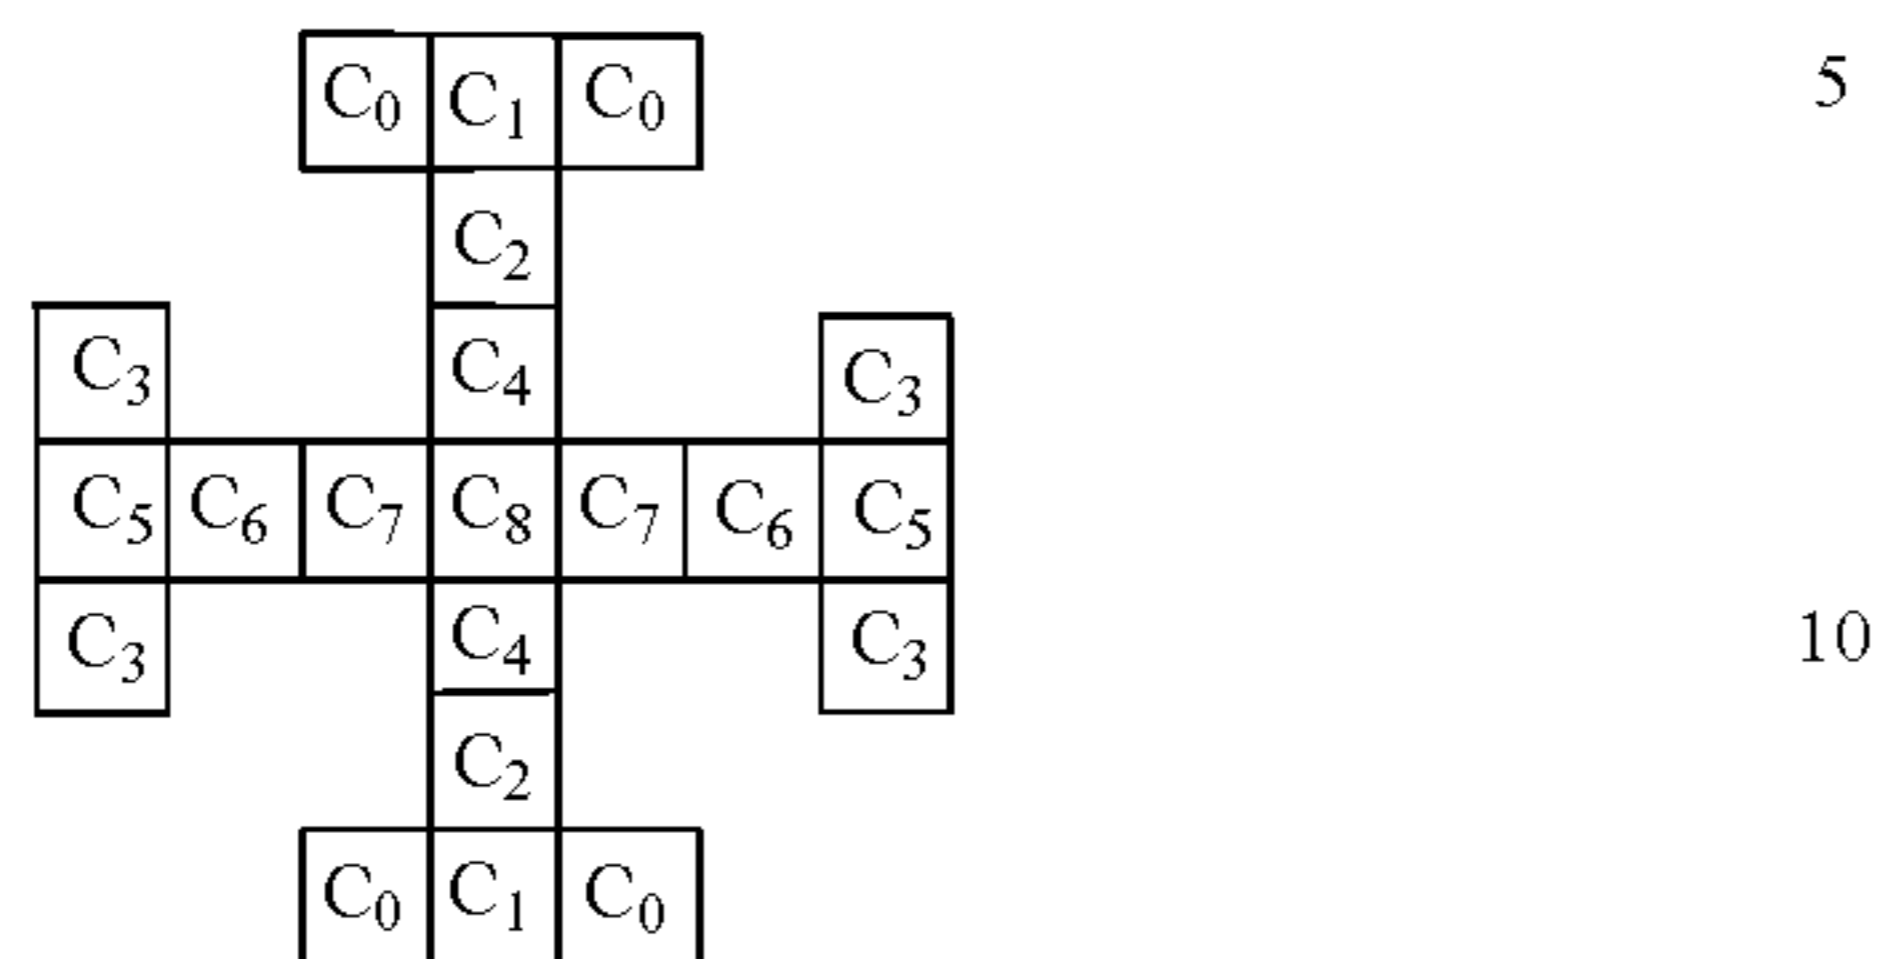 C₀ C₁ C₀ 5
C₂
C₃ C₄ C₃
C₅ C₆ C₇ C₈ C₇ C₆ C₅
C₃ C₄ C₃ 10
C₂
C₀ C₁ C₀